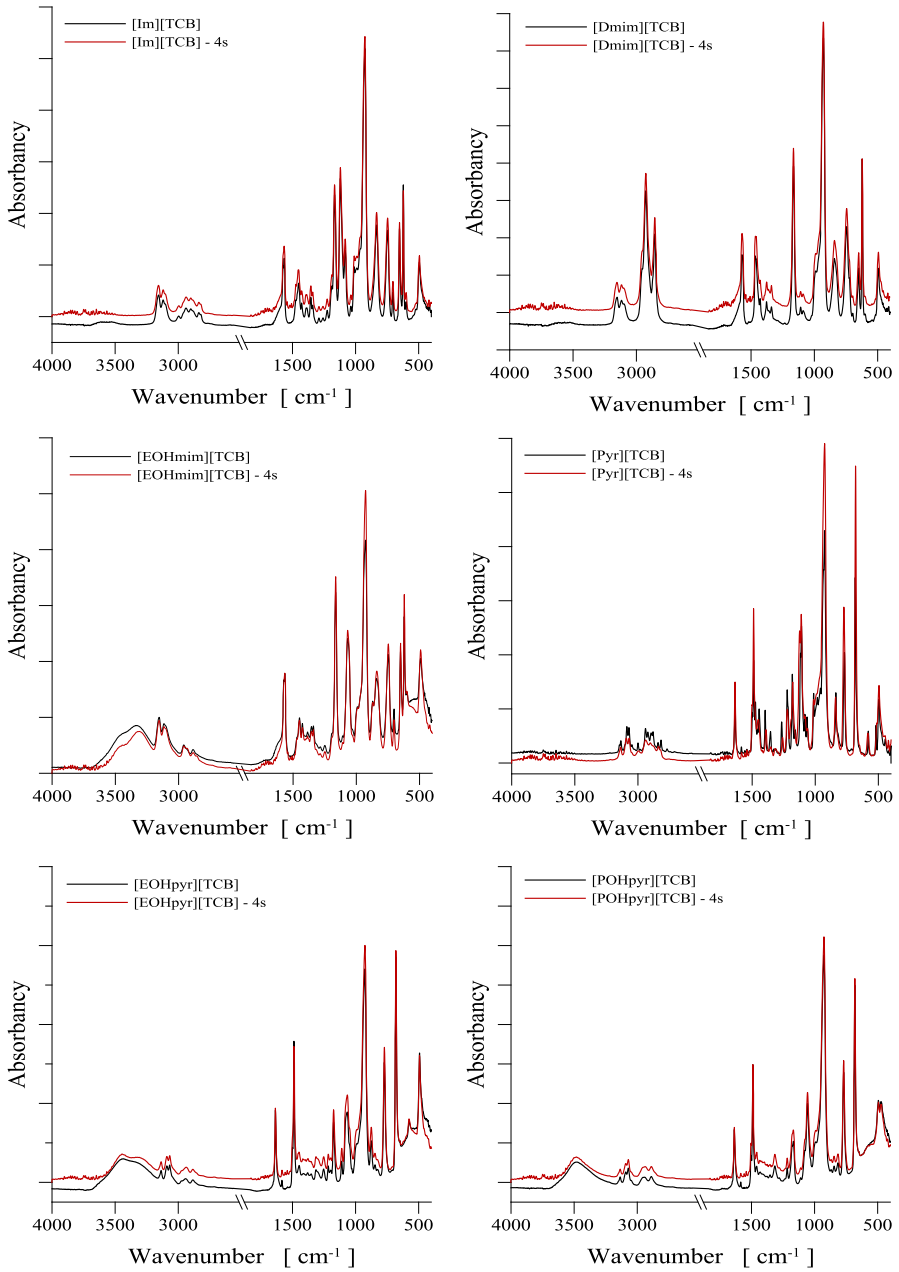 [Im][TCB]
[Im][TCB] - 4s
Absorbancy
4000 3500 3000 1500 1000 500
Wavenumber [ cm-1 ]
[Dmim][TCB]
[Dmim][TCB] - 4s
Absorbancy
4000 3500 3000 1500 1000 500
Wavenumber [ cm-1 ]
[EOHmim][TCB]
[EOHmim][TCB] - 4s
Absorbancy
4000 3000 1500 1000 500
Wavenumber [ cm-1 ]
[Pyr][TCB]
[Pyr][TCB] - 4s
Absorbancy
4000 3500 3000 1500 1000 500
Wavenumber [ cm-1 ]
[EOHpyr][TCB]
[EOHpyr][TCB] - 4s
Absorbancy
4000 3000 1500 1000 500
Wavenumber [ cm-1 ]
[POHpyr][TCB]
[POHpyr][TCB] - 4s
Absorbancy
4000 3500 3000 1500 1000 500
Wavenumber [ cm-1 ]